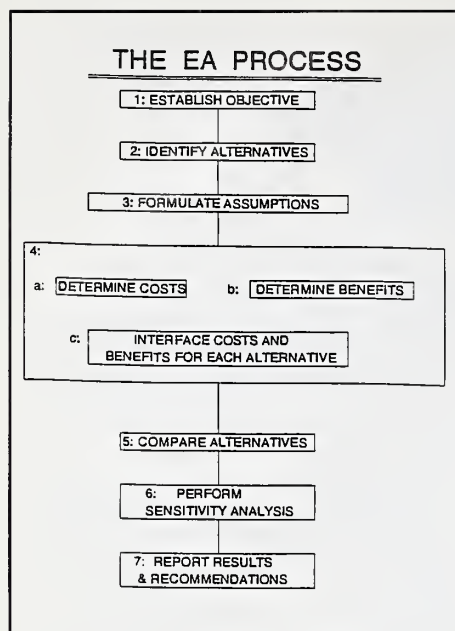 THE EA PROCESS
1: ESTABLISH OBJECTIVE
2: IDENTIFY ALTERNATIVES
3: FORMULATE ASSUMPTIONS
4:
a: DETERMINE COSTS b: DETERMINE BENEFITS
c: INTERFACE COSTS AND
BENEFITS FOR EACH ALTERNATIVE
5: COMPARE ALTERNATIVES
6: PERFORM
SENSITIVITY ANALYSIS
7: REPORT RESULTS
& RECOMMENDATIONS